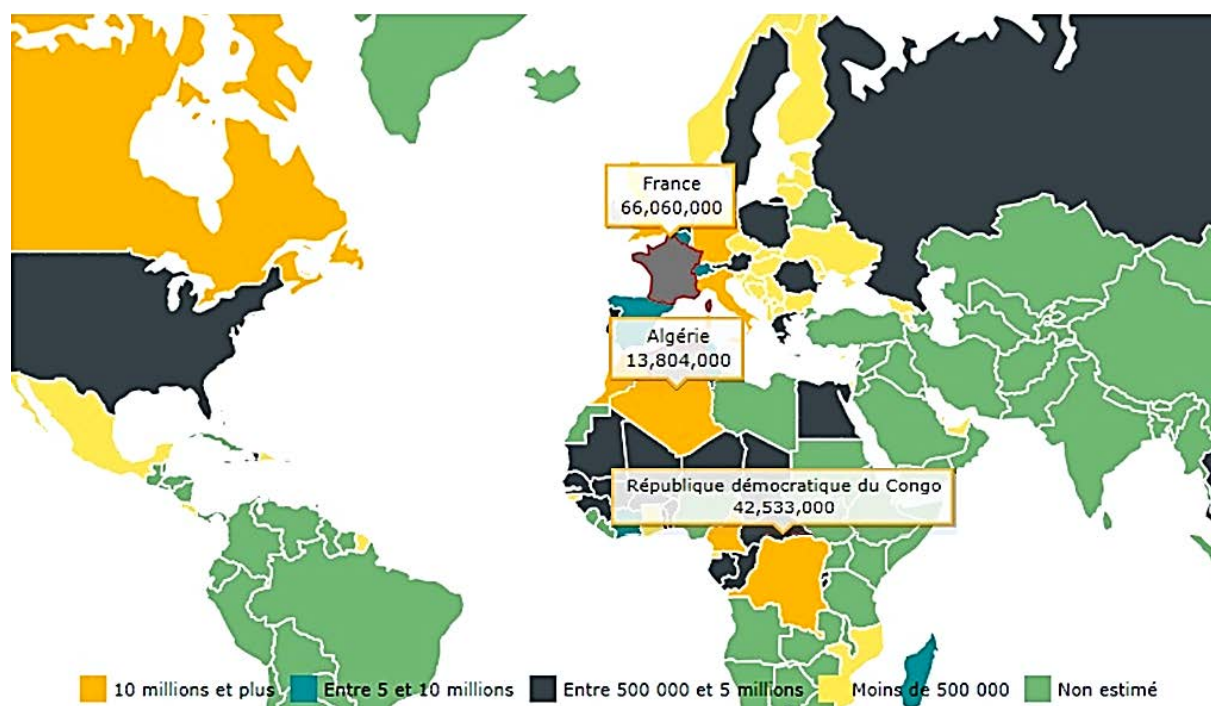 France
66,060,000
Algérie
13,804,000
République démocratique du Congo
42,533,000
10 millions et plus
Entre 5 et 10 millions
Entre 500 000 et 5 millions
Moins de 500 000
Non estimé